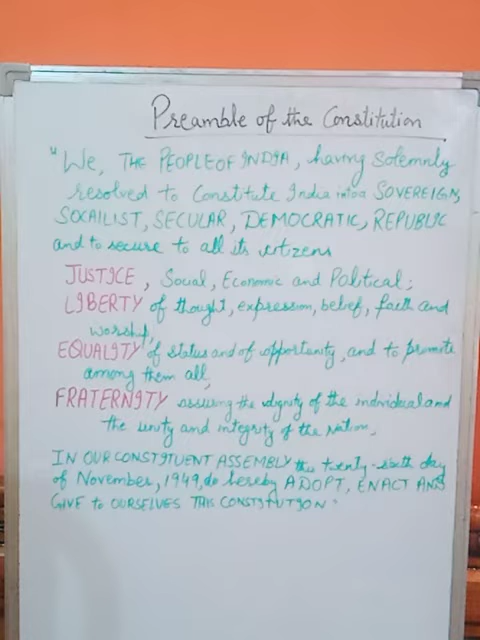 Preamble of the Constitution
"We, THE PEOPLE OF INDIA, having solemnly
resolved to Constitute India into a SOVEREIGN,
SOCAILIST, SECULAR, DEMOCRATIC, REPUBLIC
and to secure to all its citizens
JUSTICE, Social, Economic and Political;
LIBERTY of thought, expression, belief, faith and
worship,
EQUALITY of status and of opportunity, and to promote
among them all,
FRATERNITY assuring the dignity of the individual and
the unity and integrity of the Nation,
IN OUR CONSTITUENT ASSEMBLY this twenty-sixth day
of November, 1949, do hereby ADOPT, ENACT AND
GIVE to OURSELVES THIS CONSTITUTION"